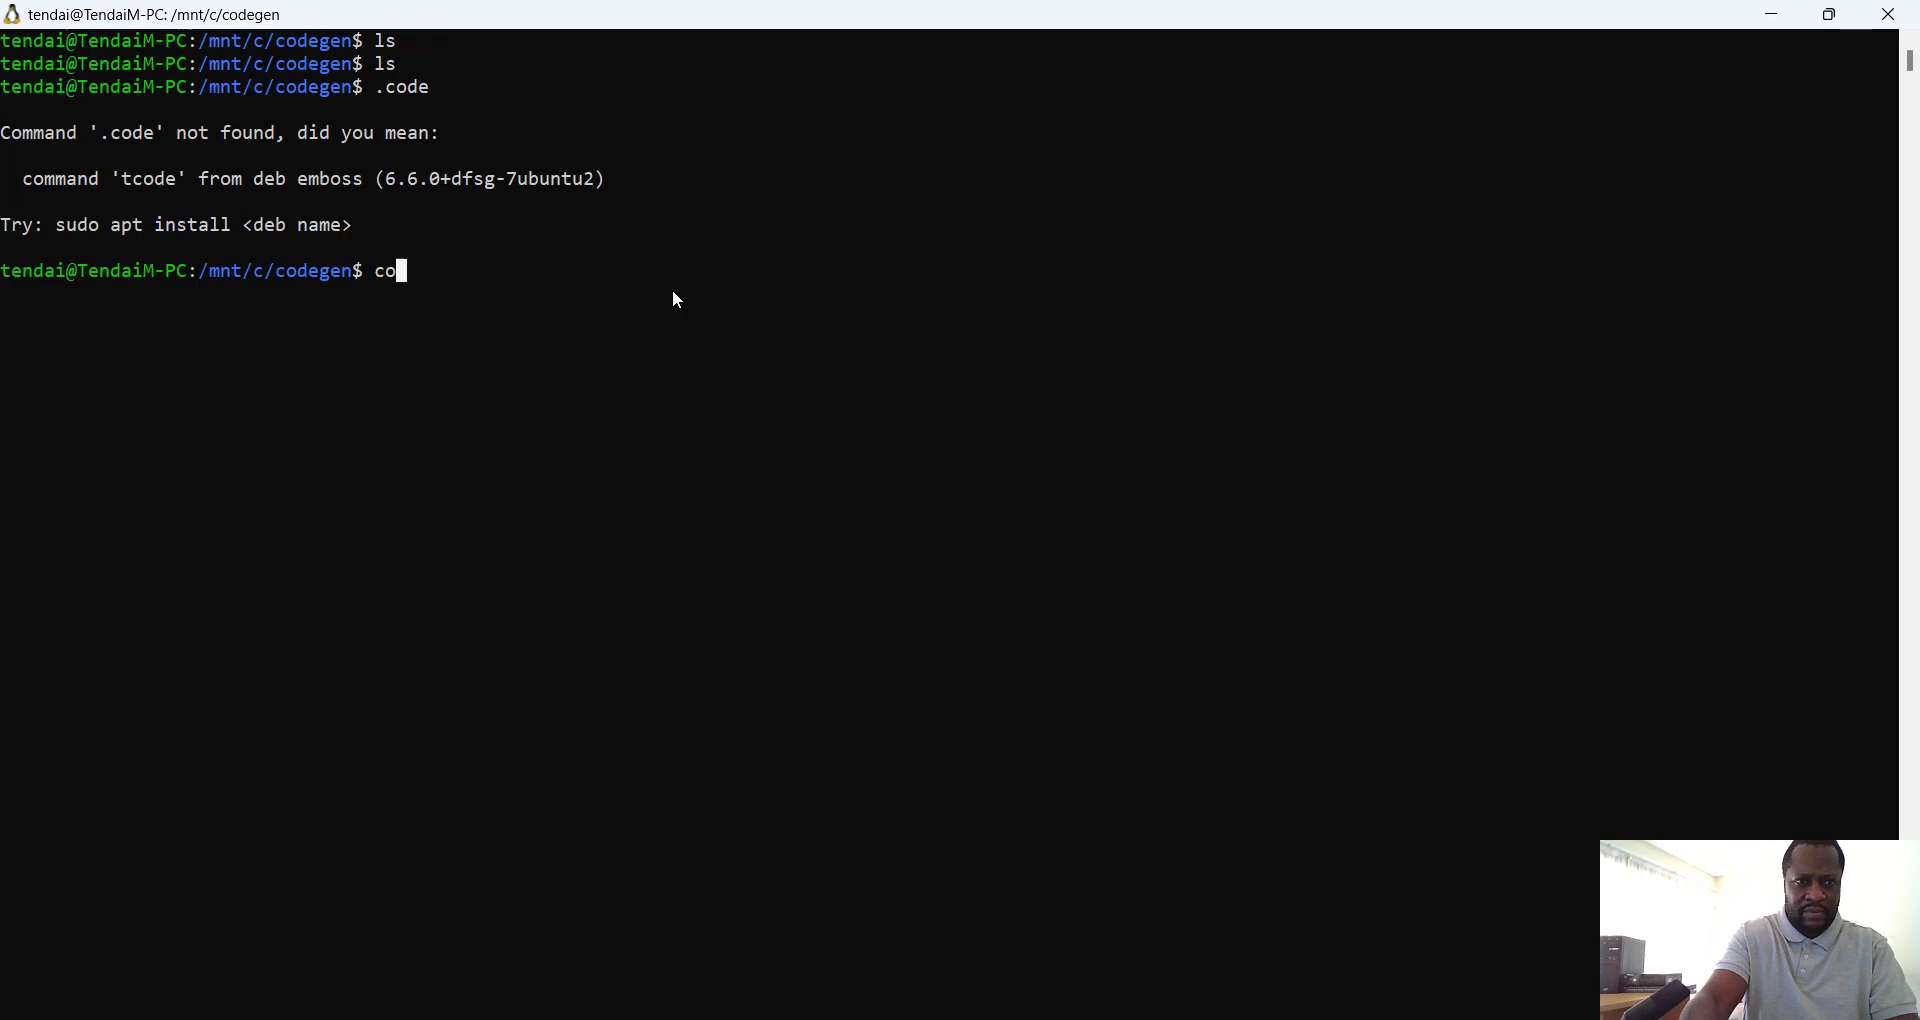 tendai@TendaiM-PC: /mnt/c/codegen
tendai@TendaiM-PC:/mnt/c/codegen$ ls
tendai@TendaiM-PC:/mnt/c/codegen$ ls
tendai@TendaiM-PC:/mnt/c/codegen$ .code
Command '.code' not found, did you mean:
command 'tcode' from deb emboss (6.6.0+dfsg-7ubuntu2)
Try: sudo apt install <deb name>
tendai@TendaiM-PC:/mnt/c/codegen$ co